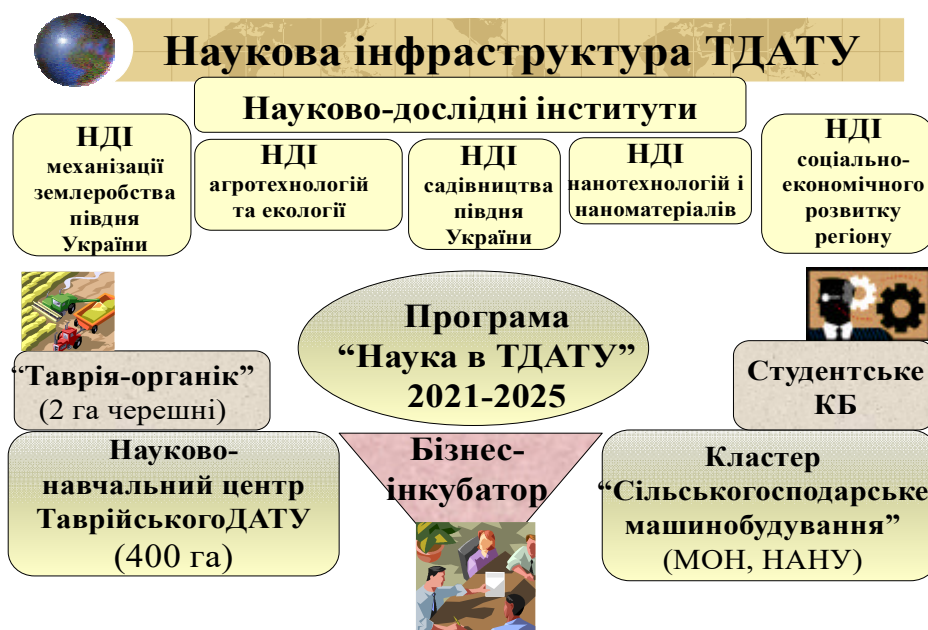 Наукова інфраструктура ТДАТУ
Науково-дослідні інститути
НДІ
механізації
землеробства
півдня
України
НДІ
агротехнологій
та екології
НДІ
садівництва
півдня
України
НДІ
нанотехнологій і
наноматеріалів
НДІ
соціально-
економічного
розвитку
регіону
Програма
“Наука в ТДАТУ”
2021-2025
“Таврія-органік”
(2 га черешні)
Студентське
КБ
Науково-
навчальний центр
ТаврійськогоДАТУ
(400 га)
Бізнес-
інкубатор
Кластер
“Сільськогосподарське
машинобудування”
(МОН, НАНУ)